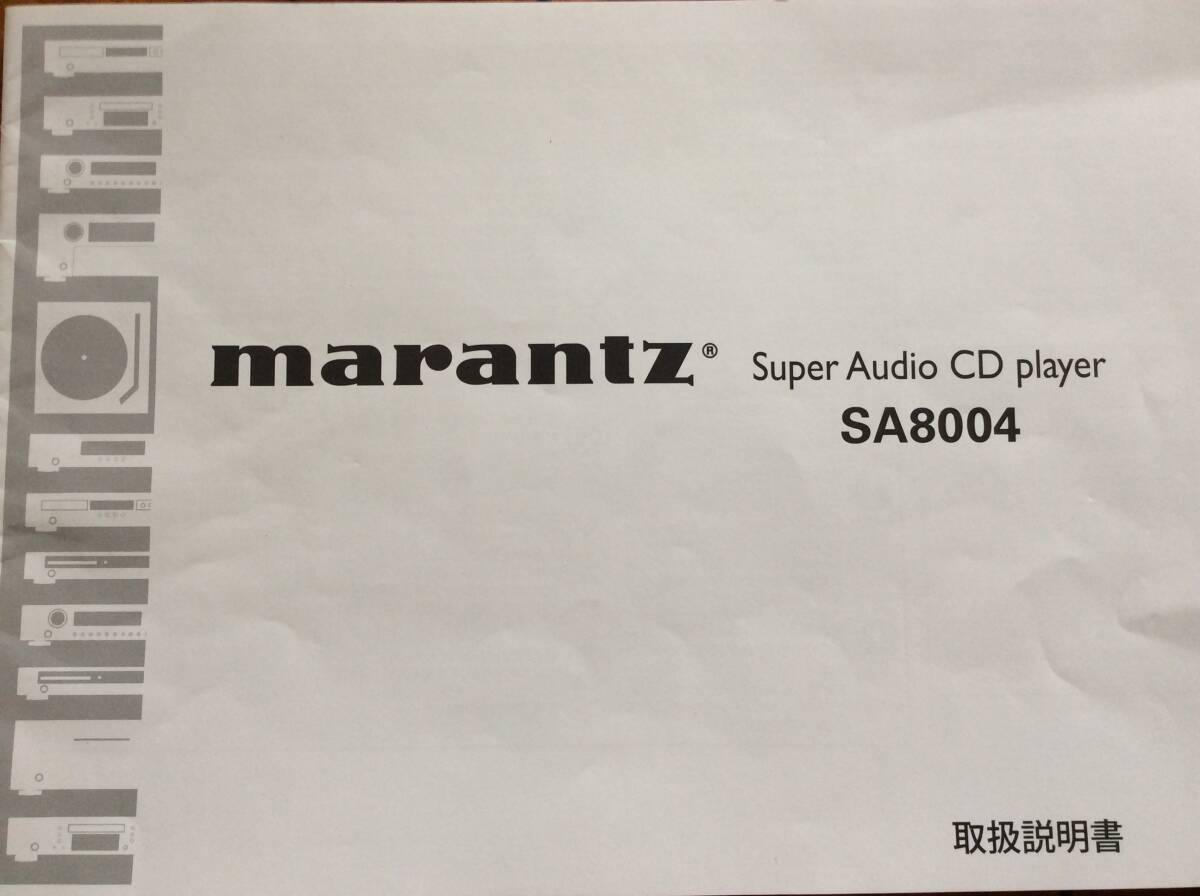 marantz® Super Audio CD player
SA8004
取扱説明書